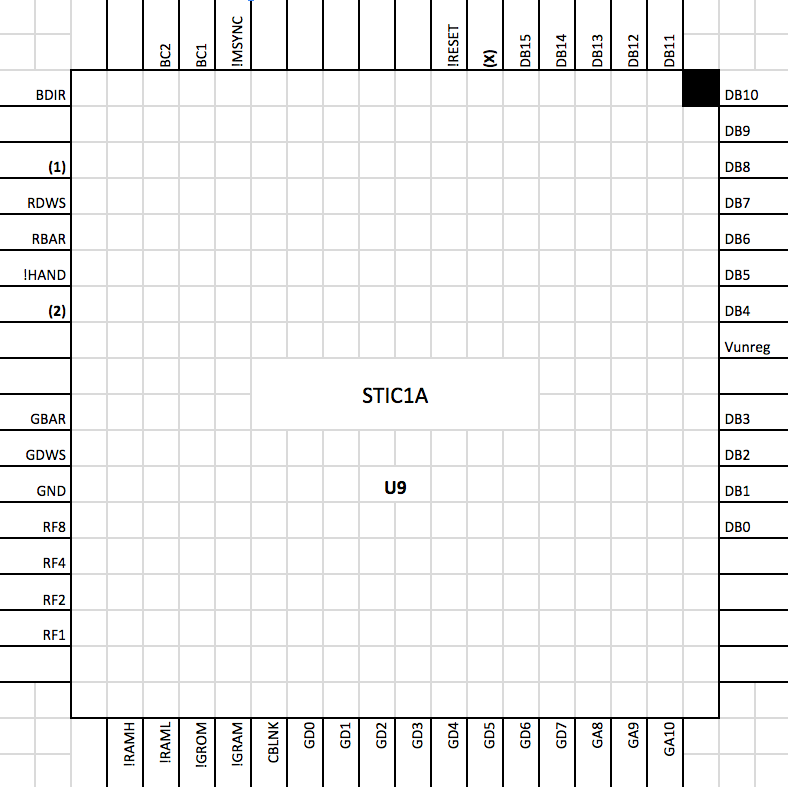 BC2
BC1
!MSYNC
!RESET
(X)
DB15
DB14
DB13
DB12
DB11
BDIR
(1)
RDWS
RBAR
!HAND
(2)
GBAR
GDWS
GND
RF8
RF4
RF2
RF1
STIC1A
U9
DB10
DB9
DB8
DB7
DB6
DB5
DB4
Vunreg
DB3
DB2
DB1
DB0
!RAMH
!RAML
!GROM
!GRAM
CBLNK
GD0
GD1
GD2
GD3
GD4
GD5
GD6
GD7
GA8
GA9
GA10